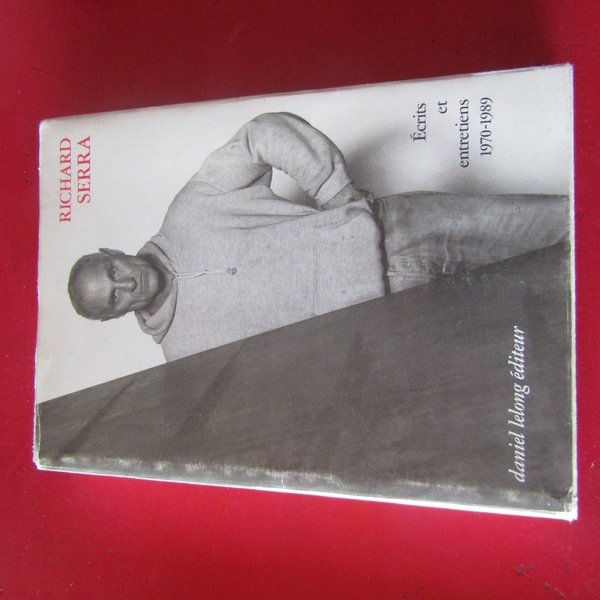 RICHARD
SERRA
Écrits
et
entretiens
1970-1989
daniel lelong éditeur